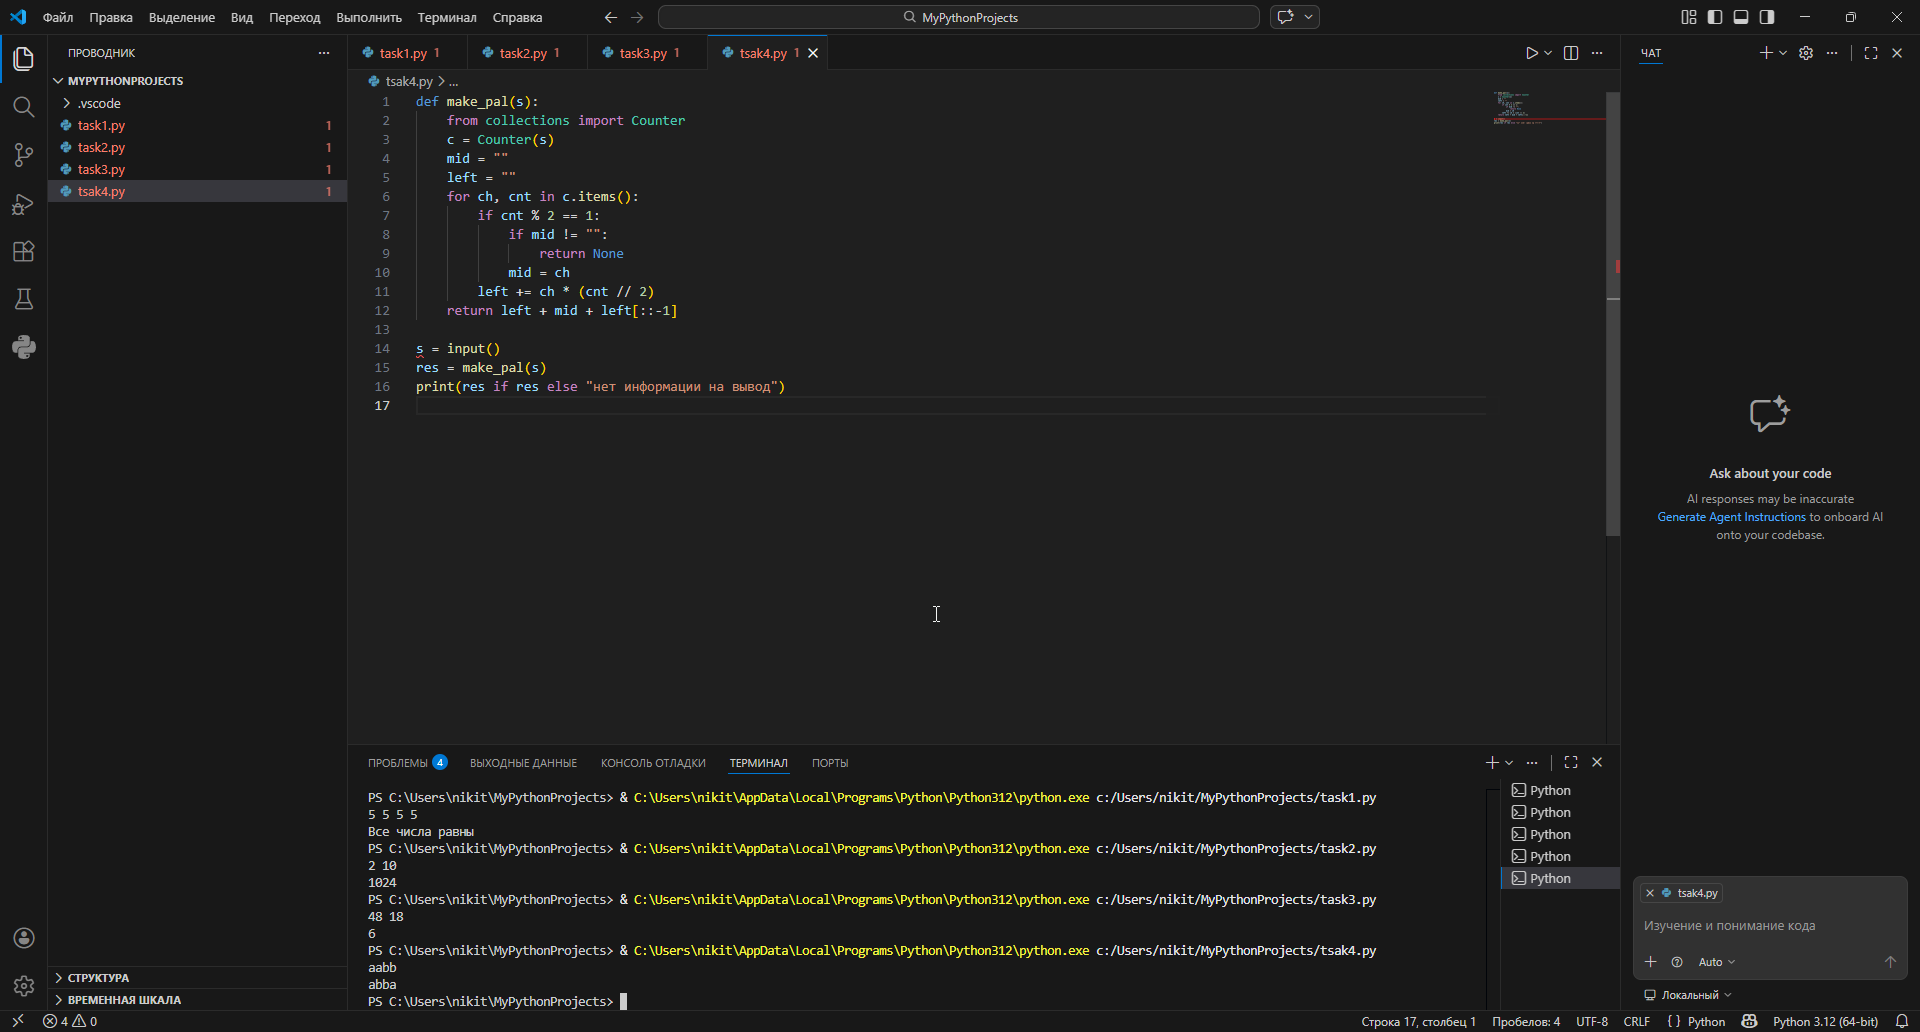 Файл Правка Выделение Вид Переход Выполнить Терминал Справка MyPythonProjects
ПРОВОДНИК
MYPYTHONPROJECTS
.vscode
task1.py 1
task2.py 1
task3.py 1
tsak4.py 1
СТРУКТУРА
ВРЕМЕННАЯ ШКАЛА
task1.py 1 task2.py 1 task3.py 1 tsak4.py 1
tsak4.py > ...
1 def make_pal(s):
2 from collections import Counter
3 c = Counter(s)
4 mid = ""
5 left = ""
6 for ch, cnt in c.items():
7 if cnt % 2 == 1:
8 if mid != "":
9 return None
10 mid = ch
11 left += ch * (cnt // 2)
12 return left + mid + left[::-1]
13
14 s = input()
15 res = make_pal(s)
16 print(res if res else "нет информации на вывод")
17
ПРОБЛЕМЫ 4 ВЫХОДНЫЕ ДАННЫЕ КОНСОЛЬ ОТЛАДКИ ТЕРМИНАЛ ПОРТЫ
PS C:\Users\nikit\MyPythonProjects> & C:\Users\nikit\AppData\Local\Programs\Python\Python312\python.exe c:/Users/nikit/MyPythonProjects/task1.py
5 5 5 5
Все числа равны
PS C:\Users\nikit\MyPythonProjects> & C:\Users\nikit\AppData\Local\Programs\Python\Python312\python.exe c:/Users/nikit/MyPythonProjects/task2.py
2 10
1024
PS C:\Users\nikit\MyPythonProjects> & C:\Users\nikit\AppData\Local\Programs\Python\Python312\python.exe c:/Users/nikit/MyPythonProjects/task3.py
48 18
6
PS C:\Users\nikit\MyPythonProjects> & C:\Users\nikit\AppData\Local\Programs\Python\Python312\python.exe c:/Users/nikit/MyPythonProjects/tsak4.py
aabb
abba
PS C:\Users\nikit\MyPythonProjects>
Python
Python
Python
Python
Python
ЧАТ
Ask about your code
AI responses may be inaccurate
Generate Agent Instructions to onboard AI
onto your codebase.
tsak4.py
Изучение и понимание кода
Auto
Локальный
4 0 Строка 17, столбец 1 Пробелов: 4 UTF-8 CRLF { } Python Python 3.12 (64-bit)